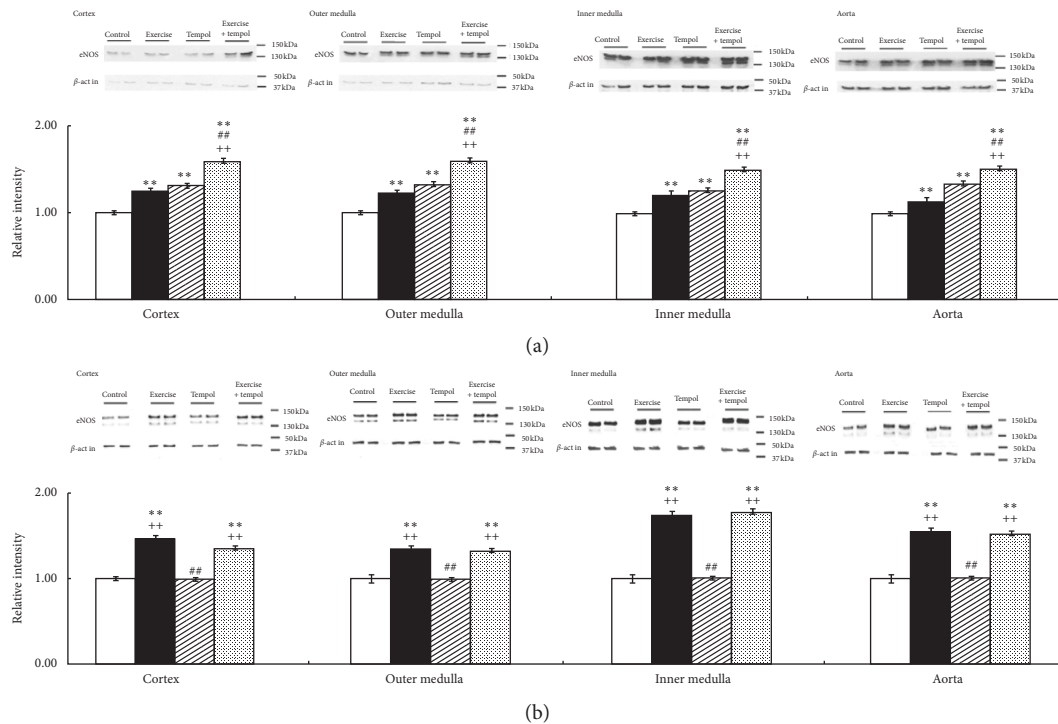 Cortex
Control Exercise Tempol Exercise + tempol
eNOS 150kDa
130kDa
β-act in 50kDa
37kDa
Outer medulla
Control Exercise Tempol Exercise + tempol
eNOS 150kDa
130kDa
β-act in 50kDa
37kDa
Inner medulla
Control Exercise Tempol Exercise + tempol
eNOS 150kDa
130kDa
β-act in 50kDa
37kDa
Aorta
Control Exercise Tempol Exercise + tempol
eNOS 150kDa
130kDa
β-act in 50kDa
37kDa
Relative intensity
2.00
1.00
0.00
** ** ** ## ++
** ** ** ## ++
** ** ** ## ++
** ** ** ## ++
Cortex Outer medulla Inner medulla Aorta
(a)
Cortex
Control Exercise Tempol Exercise + tempol
eNOS 150kDa
130kDa
50kDa
β-act in 37kDa
Outer medulla
Control Exercise Tempol Exercise + tempol
eNOS 150kDa
130kDa
50kDa
β-act in 37kDa
Inner medulla
Control Exercise Tempol Exercise + tempol
eNOS 150kDa
130kDa
50kDa
β-act in 37kDa
Aorta
Control Exercise Tempol Exercise + tempol
eNOS 150kDa
130kDa
50kDa
β-act in 37kDa
Relative intensity
2.00
1.00
0.00
** ++ ## ** ++
** ++ ## ** ++
** ++ ## ** ++
** ++ ## ** ++
Cortex Outer medulla Inner medulla Aorta
(b)